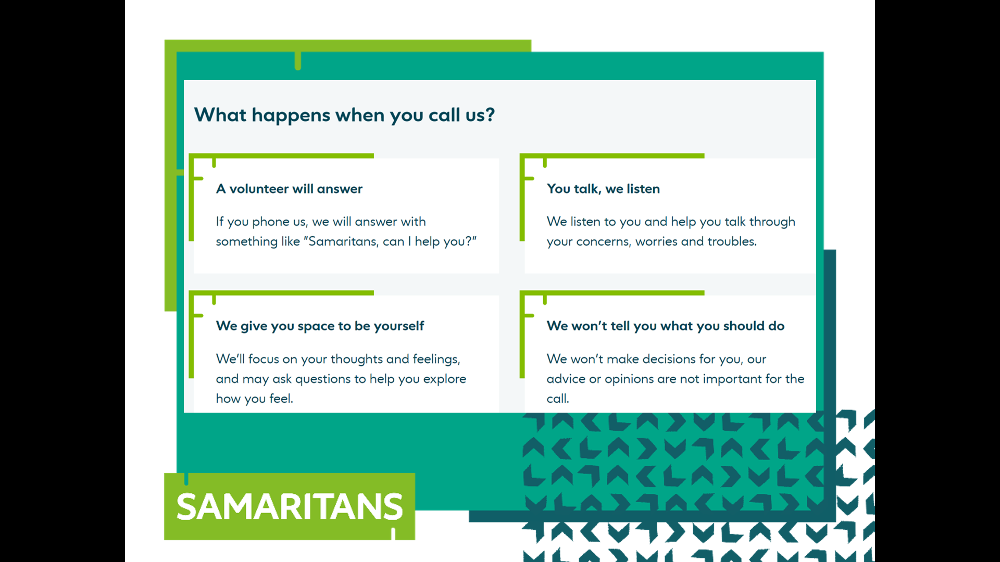 What happens when you call us?
A volunteer will answer
If you phone us, we will answer with
something like "Samaritans, can I help you?"
You talk, we listen
We listen to you and help you talk through
your concerns, worries and troubles.
We give you space to be yourself
We'll focus on your thoughts and feelings,
and may ask questions to help you explore
how you feel.
We won't tell you what you should do
We won't make decisions for you, our
advice or opinions are not important for the
call.
SAMARITANS